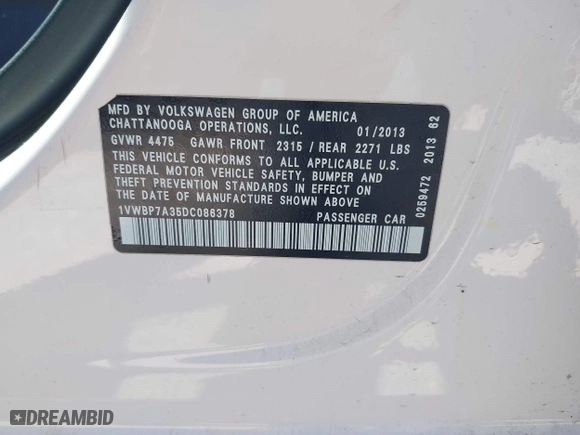 MFD BY VOLKSWAGEN GROUP OF AMERICA
CHATTANOOGA OPERATIONS, LLC. 01/2013
GVWR 4475 GAWR FRONT 2315 / REAR 2271 LBS
THIS VEHICLE CONFORMS TO ALL APPLICABLE U.S.
FEDERAL MOTOR VEHICLE SAFETY, BUMPER AND
THEFT PREVENTION STANDARDS IN EFFECT ON
THE DATE OF MANUFACTURE SHOWN ABOVE.
1VWBP7A35DC086378 PASSENGER CAR
0259472 2013 62
DREAMBID